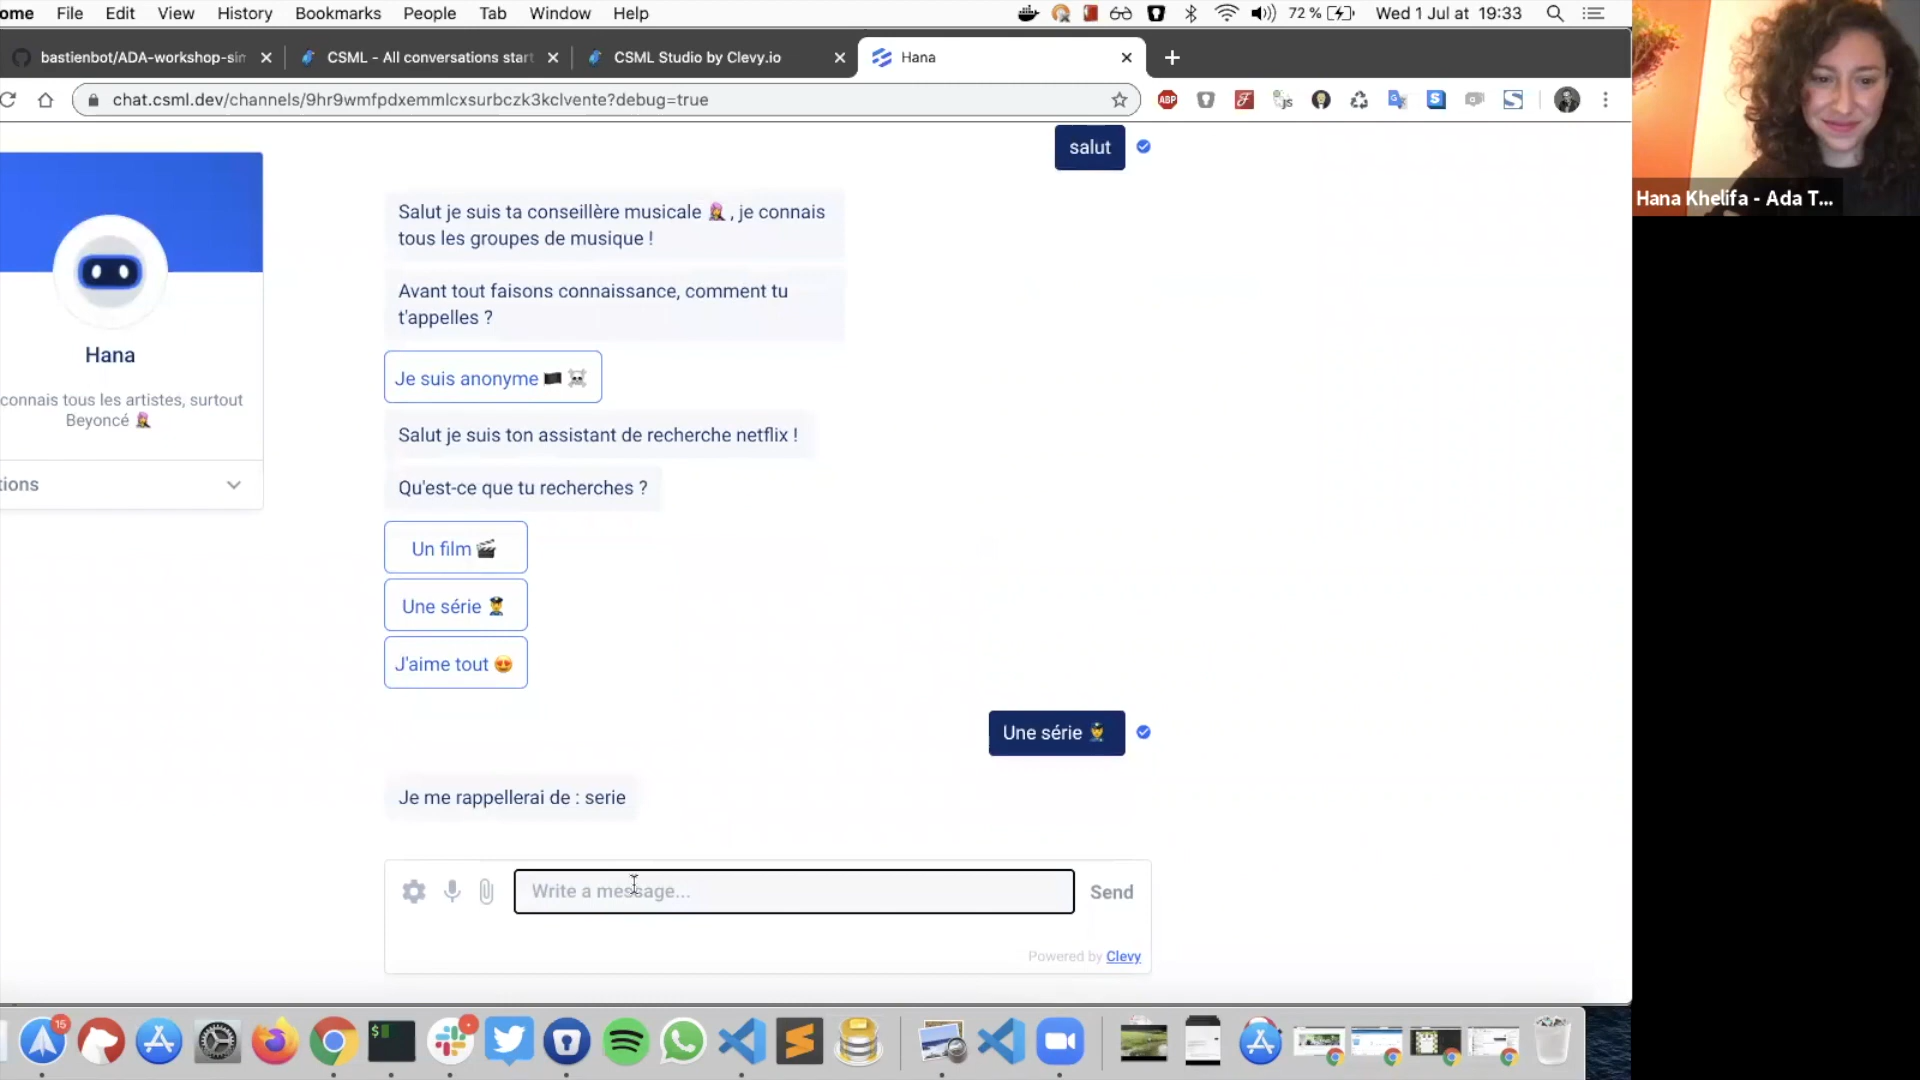 ome File Edit View History Bookmarks People Tab Window Help 72 % Wed 1 Jul at 19:33
bastienbot/ADA-workshop-sim CSML - All conversations start CSML Studio by Clevy.io Hana
chat.csml.dev/channels/9hr9wmfpdxemmlcxsurbczk3kclvente?debug=true
ABP
Hana Khelifa - Ada T...
salut
Salut je suis ta conseillère musicale 👩‍🎤, je connais
tous les groupes de musique !
Avant tout faisons connaissance, comment tu
t'appelles ?
Je suis anonyme 🏴☠️
Salut je suis ton assistant de recherche netflix !
Qu'est-ce que tu recherches ?
Un film 🎬
Une série 👮
J'aime tout 😍
Une série 👮
Je me rappellerai de : serie
Hana
connais tous les artistes, surtout
Beyoncé 👩‍🎤
tions
Write a message...
Send
Powered by Clevy
15